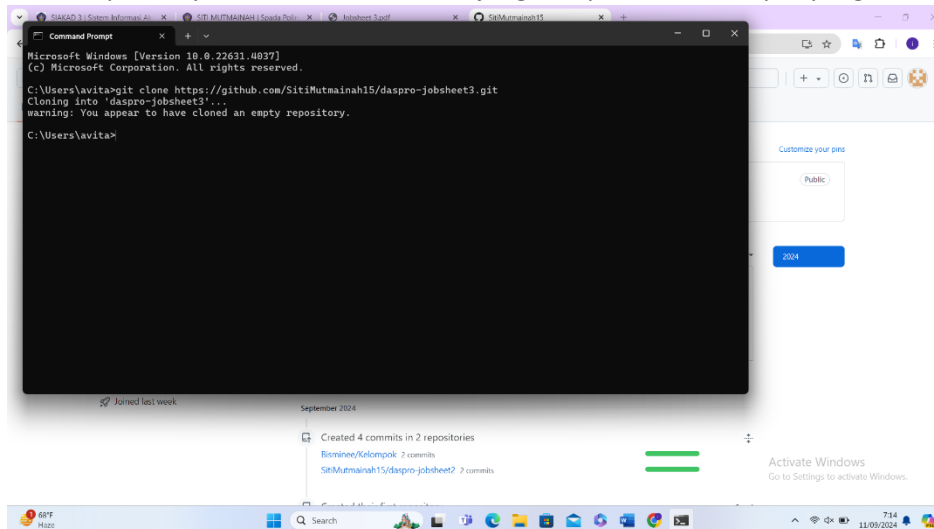 SIAKAD 3 | Sistem Informasi Al
SITI MUTMAINAH | Spada Poli
Jobsheet 3.pdf
SitiMutmainah15
Command Prompt
Microsoft Windows [Version 10.0.22631.4037]
(c) Microsoft Corporation. All rights reserved.
C:\Users\avita>git clone https://github.com/SitiMutmainah15/daspro-jobsheet3.git
Cloning into 'daspro-jobsheet3'...
warning: You appear to have cloned an empty repository.
C:\Users\avita>
Customize your pins
Public
2024
Joined last week
September 2024
Created 4 commits in 2 repositories
Bisminee/Kelompok 2 commits
SitiMutmainah15/daspro-jobsheet2 2 commits
Activate Windows
Go to Settings to activate Windows.
68°F
Haze
Search
7:14
11/09/2024